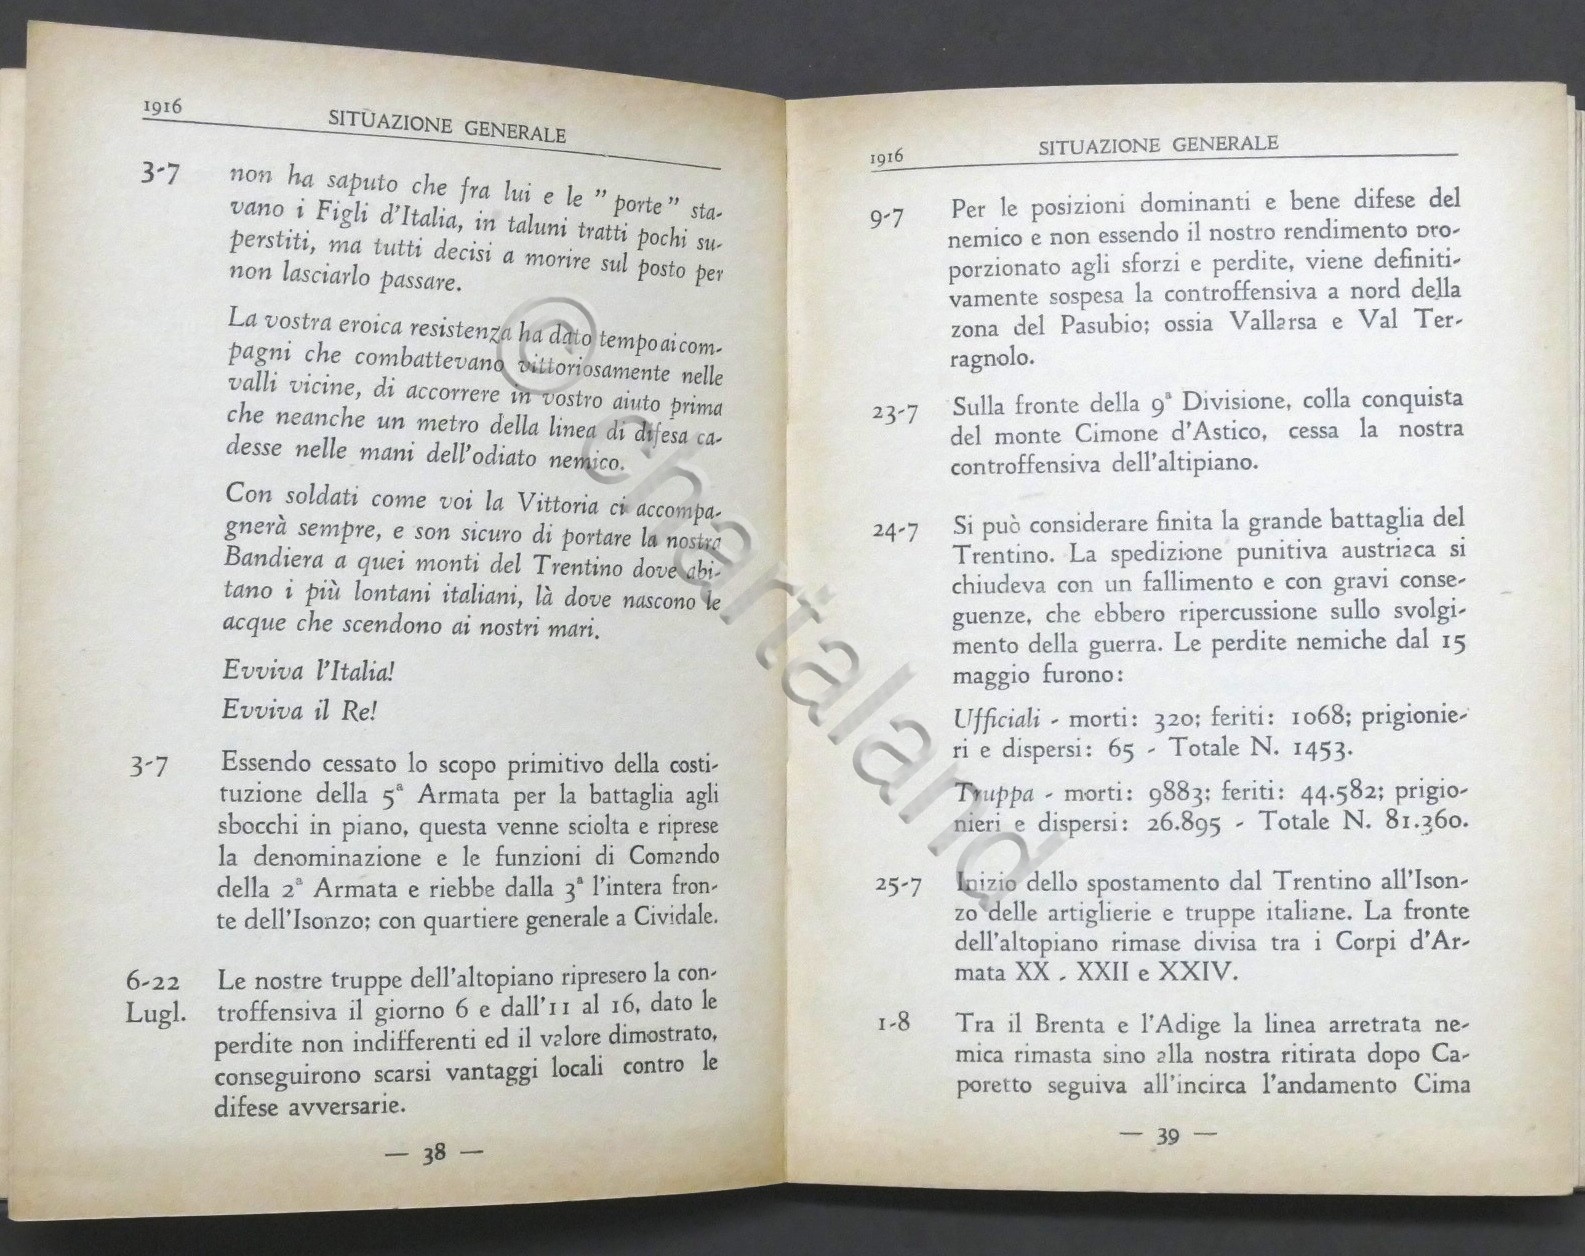 1916
SITUAZIONE GENERALE
3-7
non ha saputo che fra lui e le " porte " sta-
vano i Figli d'Italia, in taluni tratti pochi su-
perstiti, ma tutti decisi a morire sul posto per
non lasciarlo passare.
La vostra eroica resistenza ha dato tempo ai com-
pagni che combattevano vittoriosamente nelle
valli vicine, di accorrere in vostro aiuto prima
che neanche un metro della linea di difesa ca-
desse nelle mani dell'odiato nemico.
Con soldati come voi la Vittoria ci accompa-
gnerà sempre, e son sicuro di portare la nostra
Bandiera a quei monti del Trentino dove abi-
tano i più lontani italiani, là dove nascono le
acque che scendono ai nostri mari.
Evviva l'Italia!
Evviva il Re!
3-7
Essendo cessato lo scopo primitivo della costi-
tuzione della 5ª Armata per la battaglia agli
sbocchi in piano, questa venne sciolta e riprese
la denominazione e le funzioni di Comando
della 2ª Armata e riebbe dalla 3ª l'intera fron-
te dell'Isonzo; con quartiere generale a Cividale.
6-22
Lugl.
Le nostre truppe dell'altopiano ripresero la con-
troffensiva il giorno 6 e dall'11 al 16, dato le
perdite non indifferenti ed il valore dimostrato,
conseguirono scarsi vantaggi locali contro le
difese avversarie.
— 38 —
1916
SITUAZIONE GENERALE
9-7
Per le posizioni dominanti e bene difese del
nemico e non essendo il nostro rendimento pro-
porzionato agli sforzi e perdite, viene definiti-
vamente sospesa la controffensiva a nord della
zona del Pasubio; ossia Vallarsa e Val Ter-
ragnolo.
23-7
Sulla fronte della 9ª Divisione, colla conquista
del monte Cimone d'Astico, cessa la nostra
controffensiva dell'altipiano.
24-7
Si può considerare finita la grande battaglia del
Trentino. La spedizione punitiva austriaca si
chiudeva con un fallimento e con gravi conse-
guenze, che ebbero ripercussione sullo svolgi-
mento della guerra. Le perdite nemiche dal 15
maggio furono:
Ufficiali - morti: 320; feriti: 1068; prigionie-
ri e dispersi: 65 - Totale N. 1453.
Truppa - morti: 9883; feriti: 44.582; prigio-
nieri e dispersi: 26.895 - Totale N. 81.360.
25-7
Inizio dello spostamento dal Trentino all'Ison-
zo delle artiglierie e truppe italiane. La fronte
dell'altopiano rimase divisa tra i Corpi d'Ar-
mata XX - XXII e XXIV.
1-8
Tra il Brenta e l'Adige la linea arretrata ne-
mica rimasta sino alla nostra ritirata dopo Ca-
poretto seguiva all'incirca l'andamento Cima
— 39 —
© chartaland